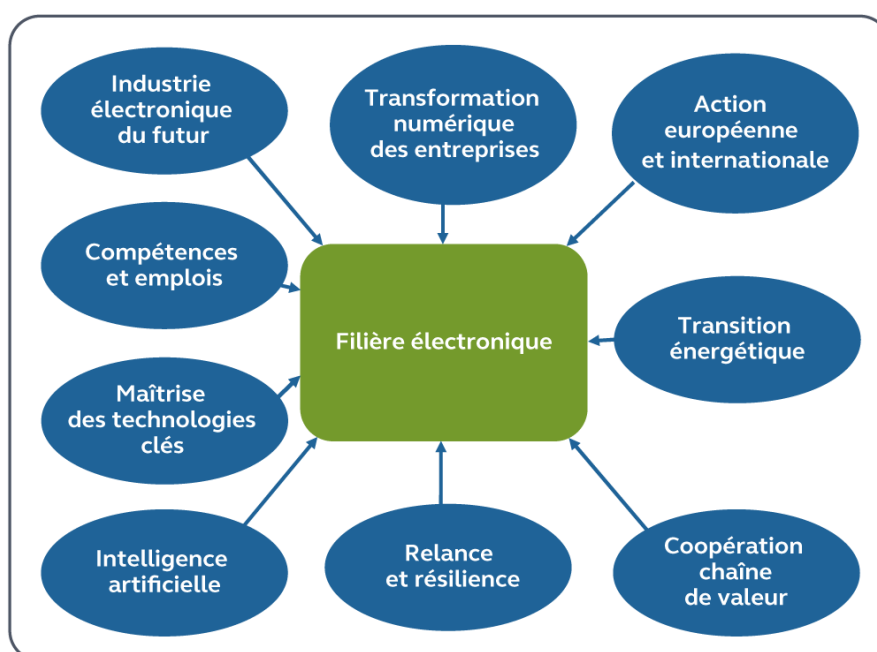 Industrie
électronique
du futur
Transformation
numérique
des entreprises
Action
européenne
et internationale
Compétences
et emplois
Filière électronique
Transition
énergétique
Maîtrise
des technologies
clés
Intelligence
artificielle
Relance
et résilience
Coopération
chaîne
de valeur